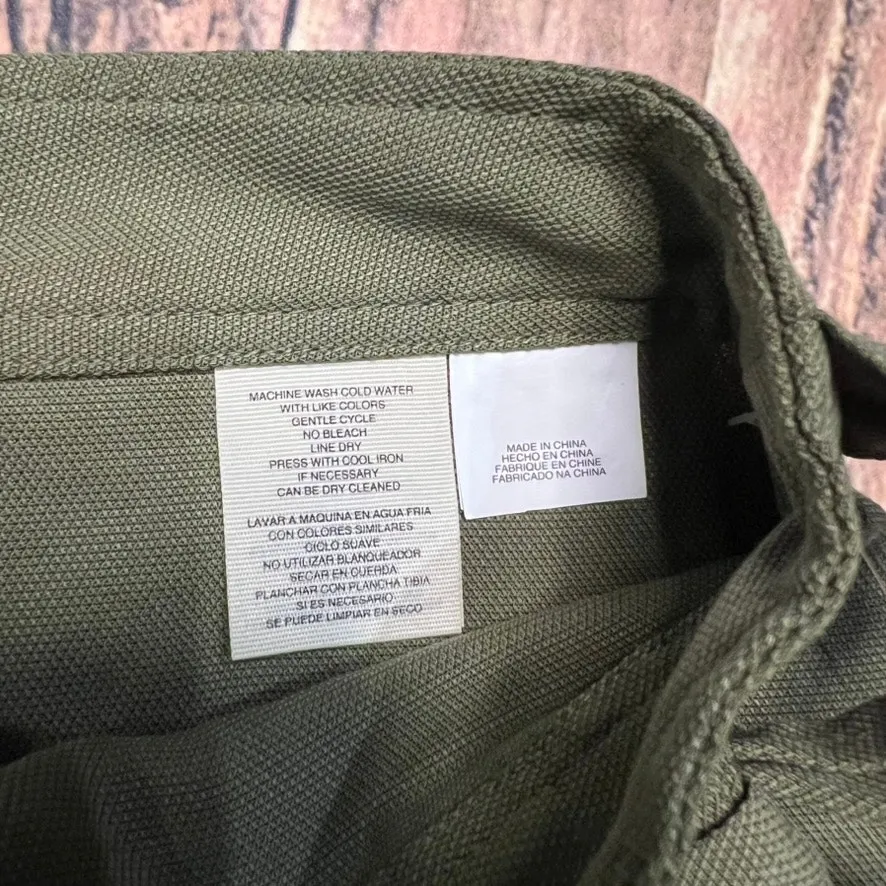 MACHINE WASH COLD WATER
WITH LIKE COLORS
GENTLE CYCLE
NO BLEACH
LINE DRY
PRESS WITH COOL IRON
IF NECESSARY
CAN BE DRY CLEANED
LAVAR A MAQUINA EN AGUA FRIA
CON COLORES SIMILARES
CICLO SUAVE
NO UTILIZAR BLANQUEADOR
SECAR EN CUERDA
PLANCHAR CON PLANCHA TIBIA
SI ES NECESARIO
SE PUEDE LIMPIAR EN SECO
MADE IN CHINA
HECHO EN CHINA
FABRIQUE EN CHINE
FABRICADO NA CHINA